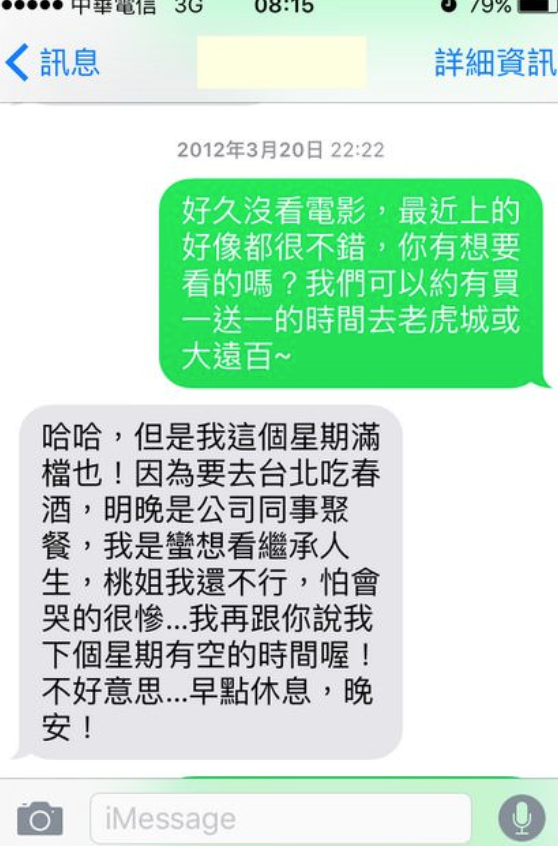 中華電信 3G 08:15 79%
訊息 詳細資訊
2012年3月20日 22:22
好久沒看電影，最近上的
好像都很不錯，你有想要
看的嗎？我們可以約有買
一送一的時間去老虎城或
大遠百~
哈哈，但是我這個星期滿
檔也！因為要去台北吃春
酒，明晚是公司同事聚
餐，我是蠻想看繼承人
生，桃姐我還不行，怕會
哭的很慘...我再跟你說我
下個星期有空的時間喔！
不好意思...早點休息，晚
安！
iMessage